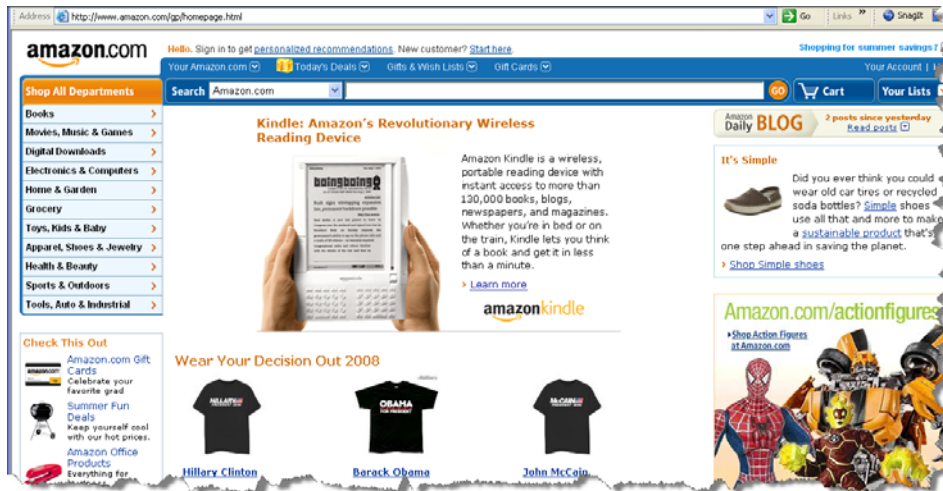 Address http://www.amazon.com/gp/homepage.html Go Links » SnagIt
amazon.com
Hello. Sign in to get personalized recommendations. New customer? Start here.
Shopping for summer savings?
Your Amazon.com Today's Deals Gifts & Wish Lists Gift Cards Your Account |
Shop All Departments
Search Amazon.com GO Cart Your Lists
Books
Movies, Music & Games
Digital Downloads
Electronics & Computers
Home & Garden
Grocery
Toys, Kids & Baby
Apparel, Shoes & Jewelry
Health & Beauty
Sports & Outdoors
Tools, Auto & Industrial
Check This Out
Amazon.com Gift
Cards
Celebrate your
favorite grad
Summer Fun
Deals
Keep yourself cool
with our hot prices.
Amazon Office
Products
Everything for
Kindle: Amazon's Revolutionary Wireless
Reading Device
boingboing
Amazon Kindle is a wireless,
portable reading device with
instant access to more than
130,000 books, blogs,
newspapers, and magazines.
Whether you're in bed or on
the train, Kindle lets you think
of a book and get it in less
than a minute.
› Learn more
amazonkindle
Wear Your Decision Out 2008
HILLARY
OBAMA
FOR PRESIDENT
McCAIN
Hillary Clinton
Barack Obama
John McCain
Amazon
Daily BLOG
2 posts since yesterday
Read posts
It's Simple
Did you ever think you could
wear old car tires or recycled
soda bottles? Simple shoes
use all that and more to make
a sustainable product that's
one step ahead in saving the planet.
› Shop Simple shoes
Amazon.com/actionfigures
Shop Action Figures
at Amazon.com